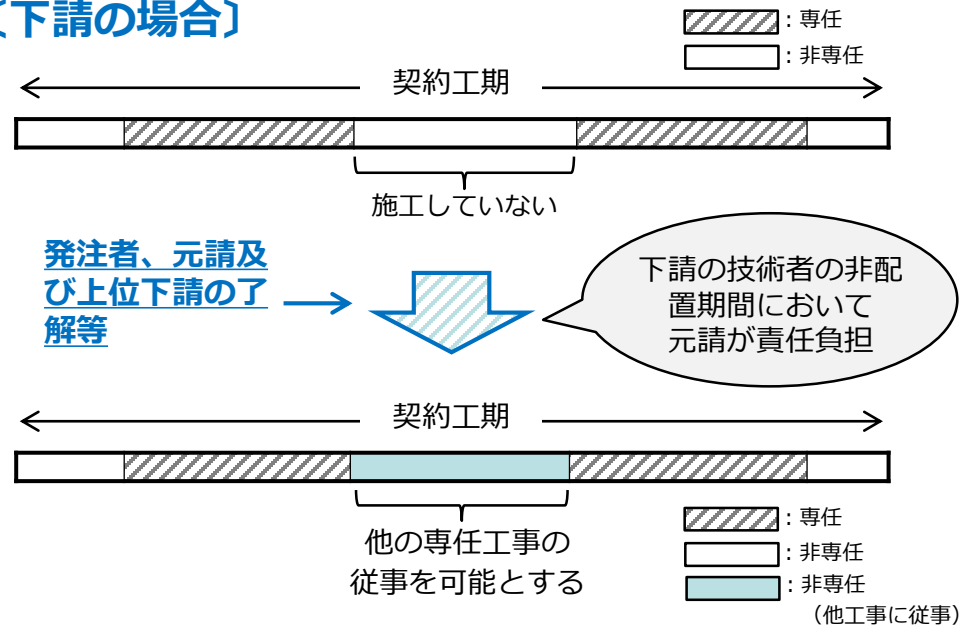 〔下請の場合〕
：専任
：非専任
契約工期
施工していない
発注者、元請及
び上位下請の了
解等
下請の技術者の非配
置期間において
元請が責任負担
契約工期
他の専任工事の
従事を可能とする
：専任
：非専任
：非専任
（他工事に従事）